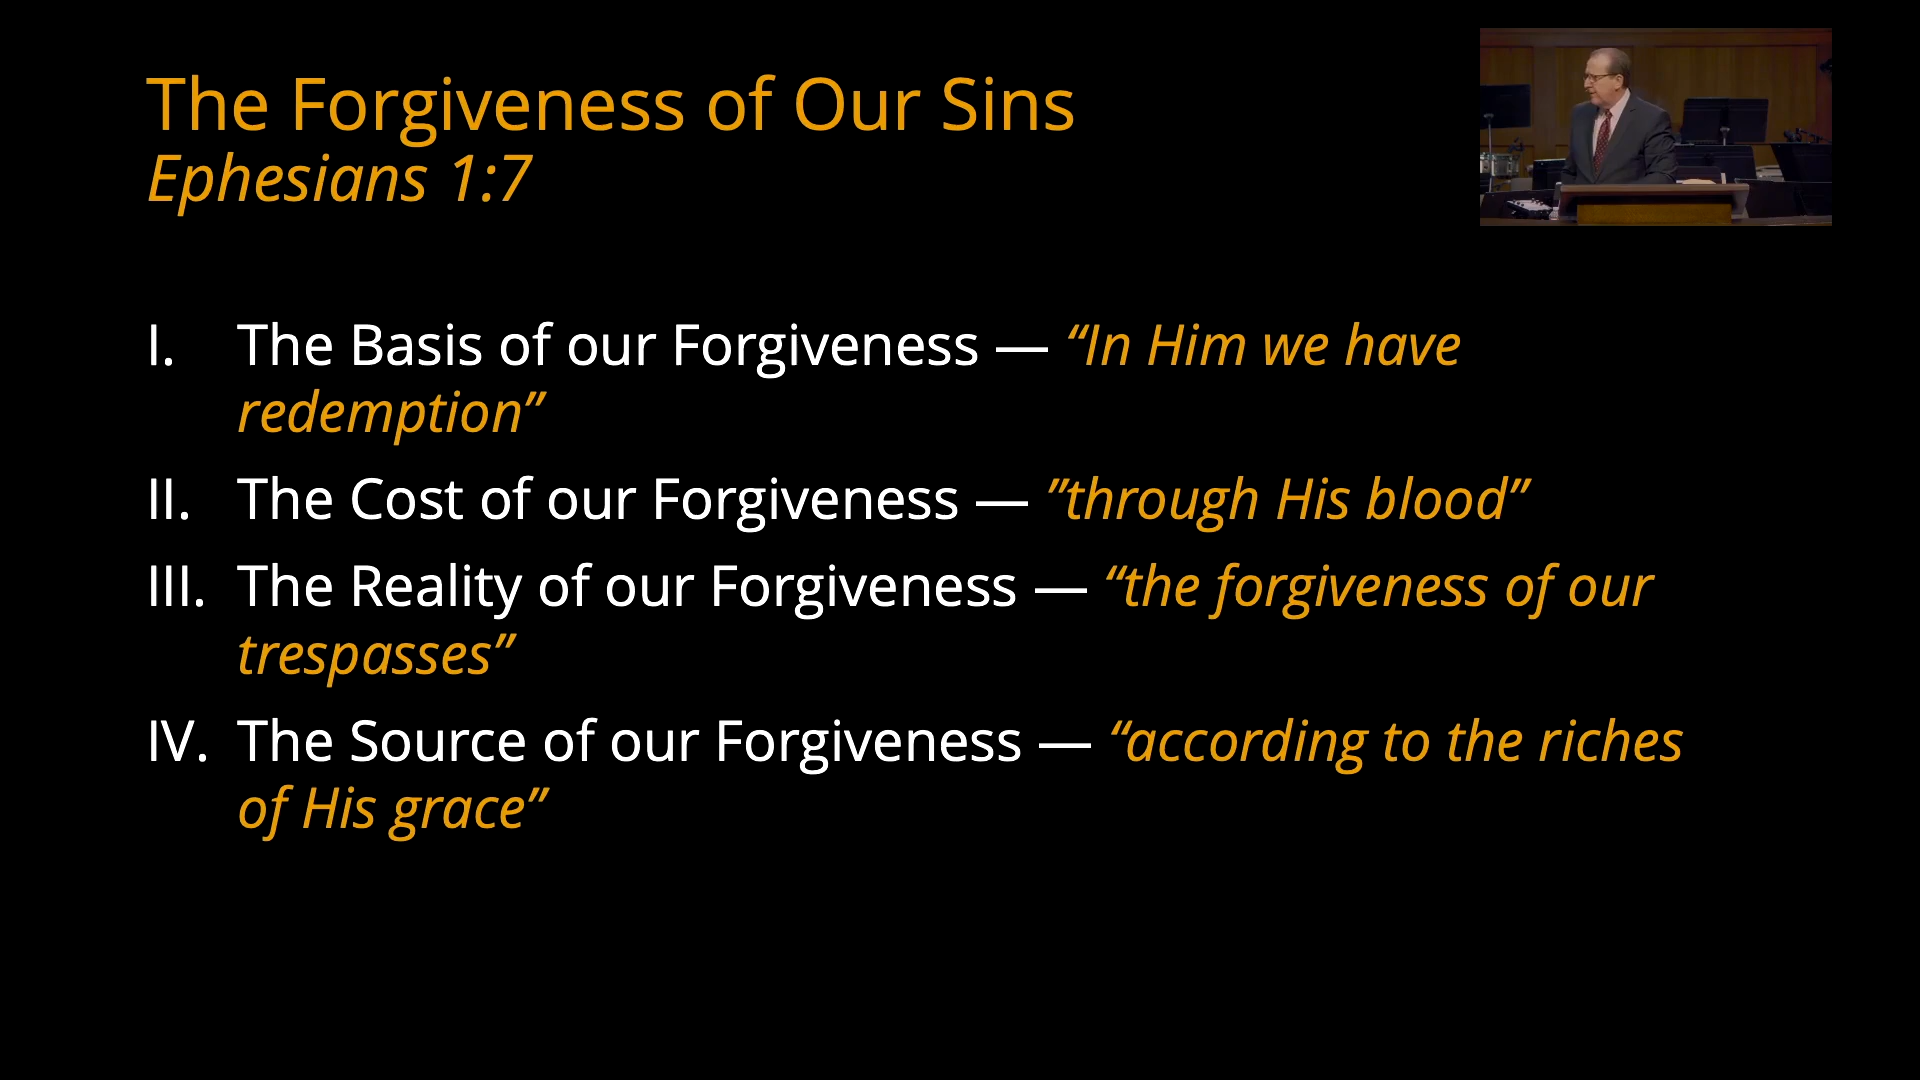 The Forgiveness of Our Sins
Ephesians 1:7
I. The Basis of our Forgiveness — “In Him we have
redemption”
II. The Cost of our Forgiveness — ”through His blood”
III. The Reality of our Forgiveness — “the forgiveness of our
trespasses”
IV. The Source of our Forgiveness — “according to the riches
of His grace”